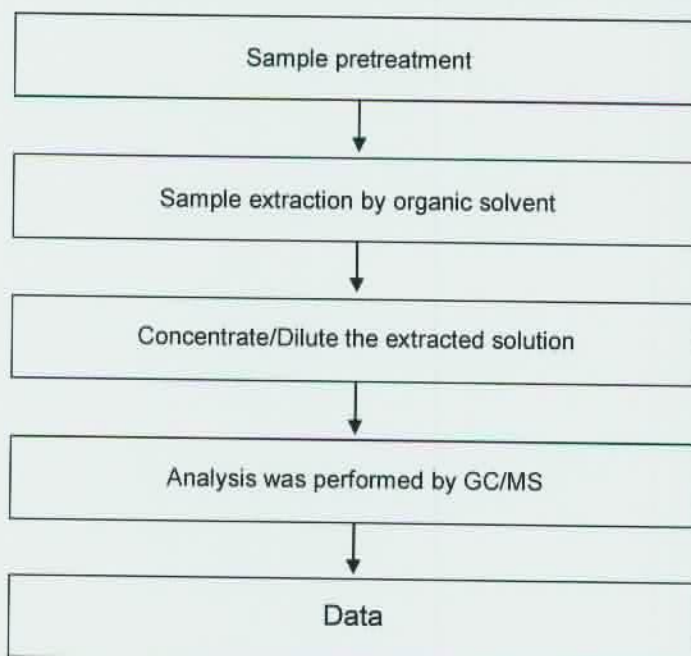 Sample pretreatment
Sample extraction by organic solvent
Concentrate/Dilute the extracted solution
Analysis was performed by GC/MS
Data